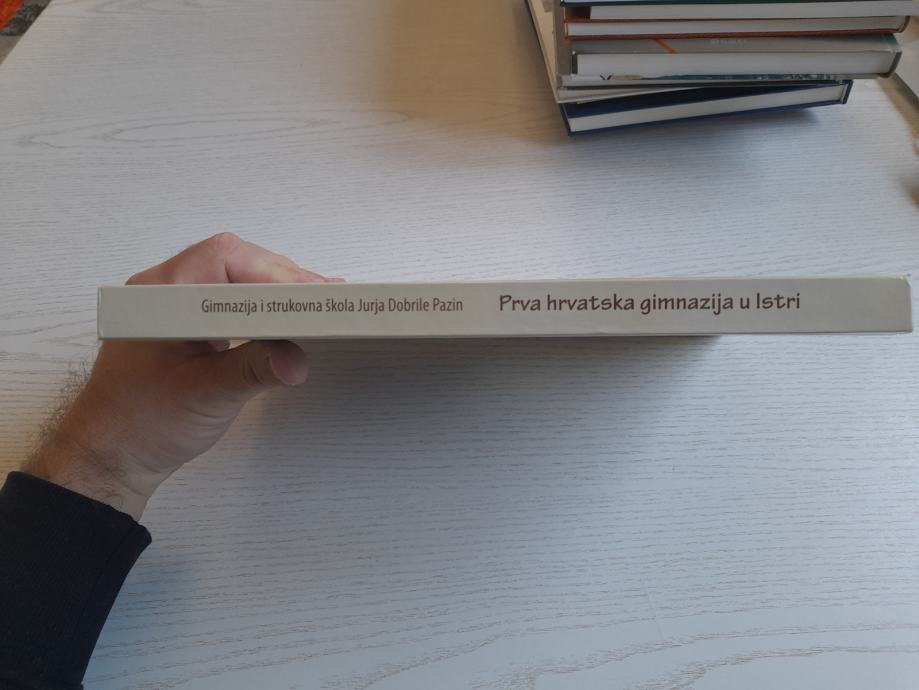 Gimnazija i strukovna škola Jurja Dobrile Pazin Prva hrvatska gimnazija u Istri